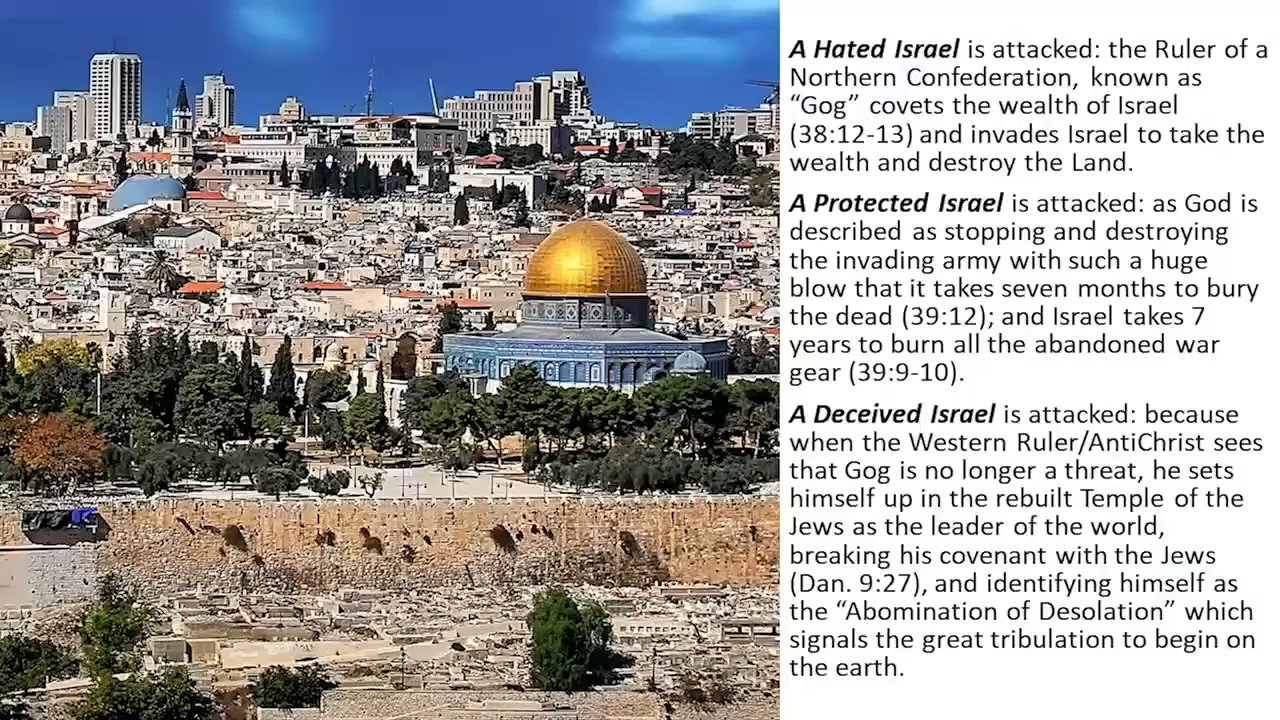 A Hated Israel is attacked: the Ruler of a
Northern Confederation, known as
“Gog” covets the wealth of Israel
(38:12-13) and invades Israel to take the
wealth and destroy the Land.
A Protected Israel is attacked: as God is
described as stopping and destroying
the invading army with such a huge
blow that it takes seven months to bury
the dead (39:12); and Israel takes 7
years to burn all the abandoned war
gear (39:9-10).
A Deceived Israel is attacked: because
when the Western Ruler/AntiChrist sees
that Gog is no longer a threat, he sets
himself up in the rebuilt Temple of the
Jews as the leader of the world,
breaking his covenant with the Jews
(Dan. 9:27), and identifying himself as
the “Abomination of Desolation” which
signals the great tribulation to begin on
the earth.